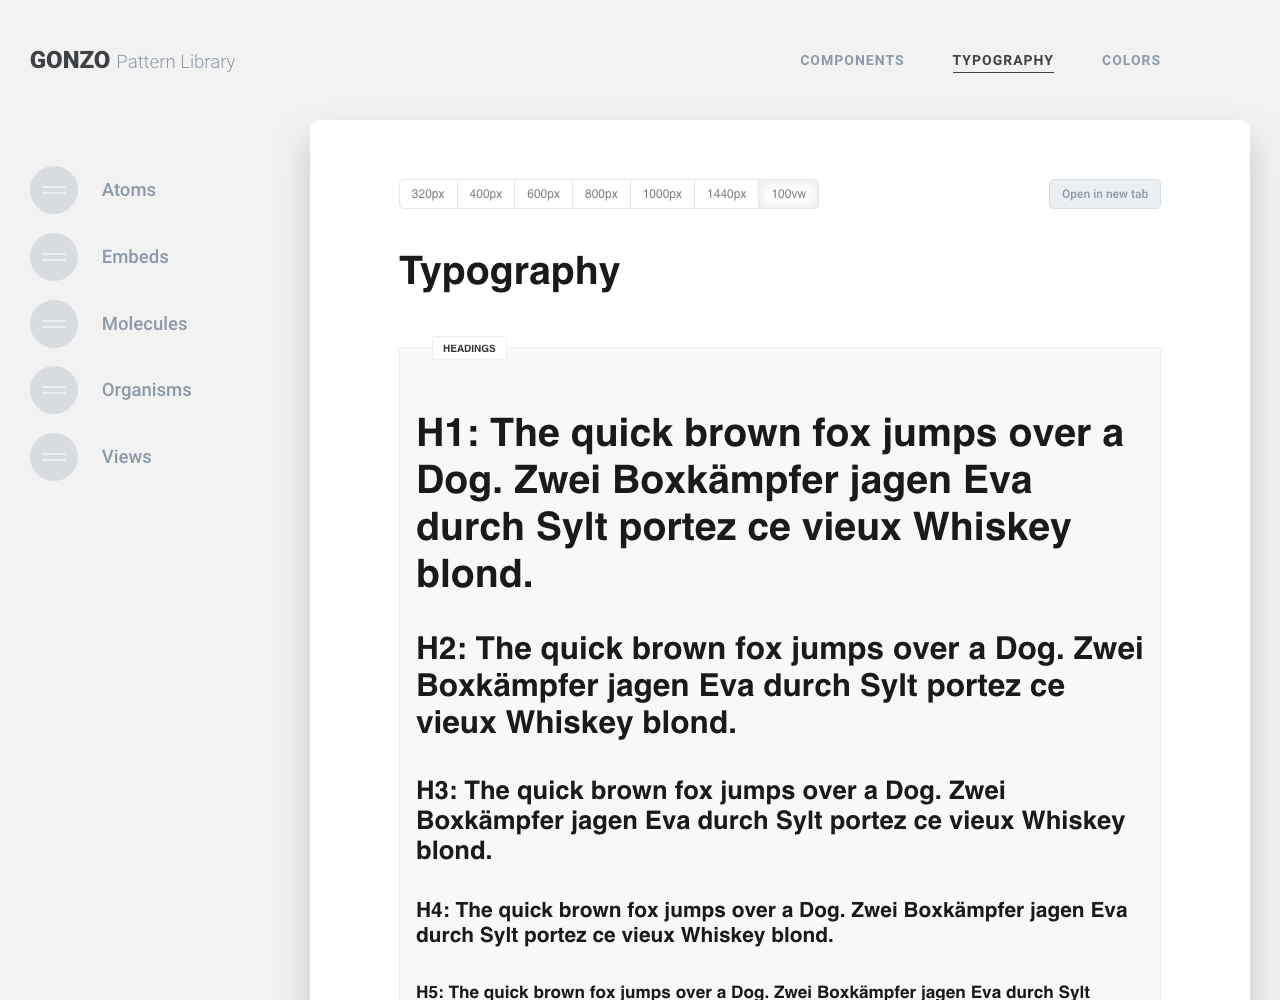 GONZO Pattern Library
COMPONENTS
TYPOGRAPHY
COLORS
Atoms
Embeds
Molecules
Organisms
Views
320px 400px 600px 800px 1000px 1440px 100vw
Open in new tab
Typography
HEADINGS
H1: The quick brown fox jumps over a
Dog. Zwei Boxkämpfer jagen Eva
durch Sylt portez ce vieux Whiskey
blond.
H2: The quick brown fox jumps over a Dog. Zwei
Boxkämpfer jagen Eva durch Sylt portez ce
vieux Whiskey blond.
H3: The quick brown fox jumps over a Dog. Zwei
Boxkämpfer jagen Eva durch Sylt portez ce vieux Whiskey
blond.
H4: The quick brown fox jumps over a Dog. Zwei Boxkämpfer jagen Eva
durch Sylt portez ce vieux Whiskey blond.
H5: The quick brown fox jumps over a Dog. Zwei Boxkämpfer jagen Eva durch Sylt